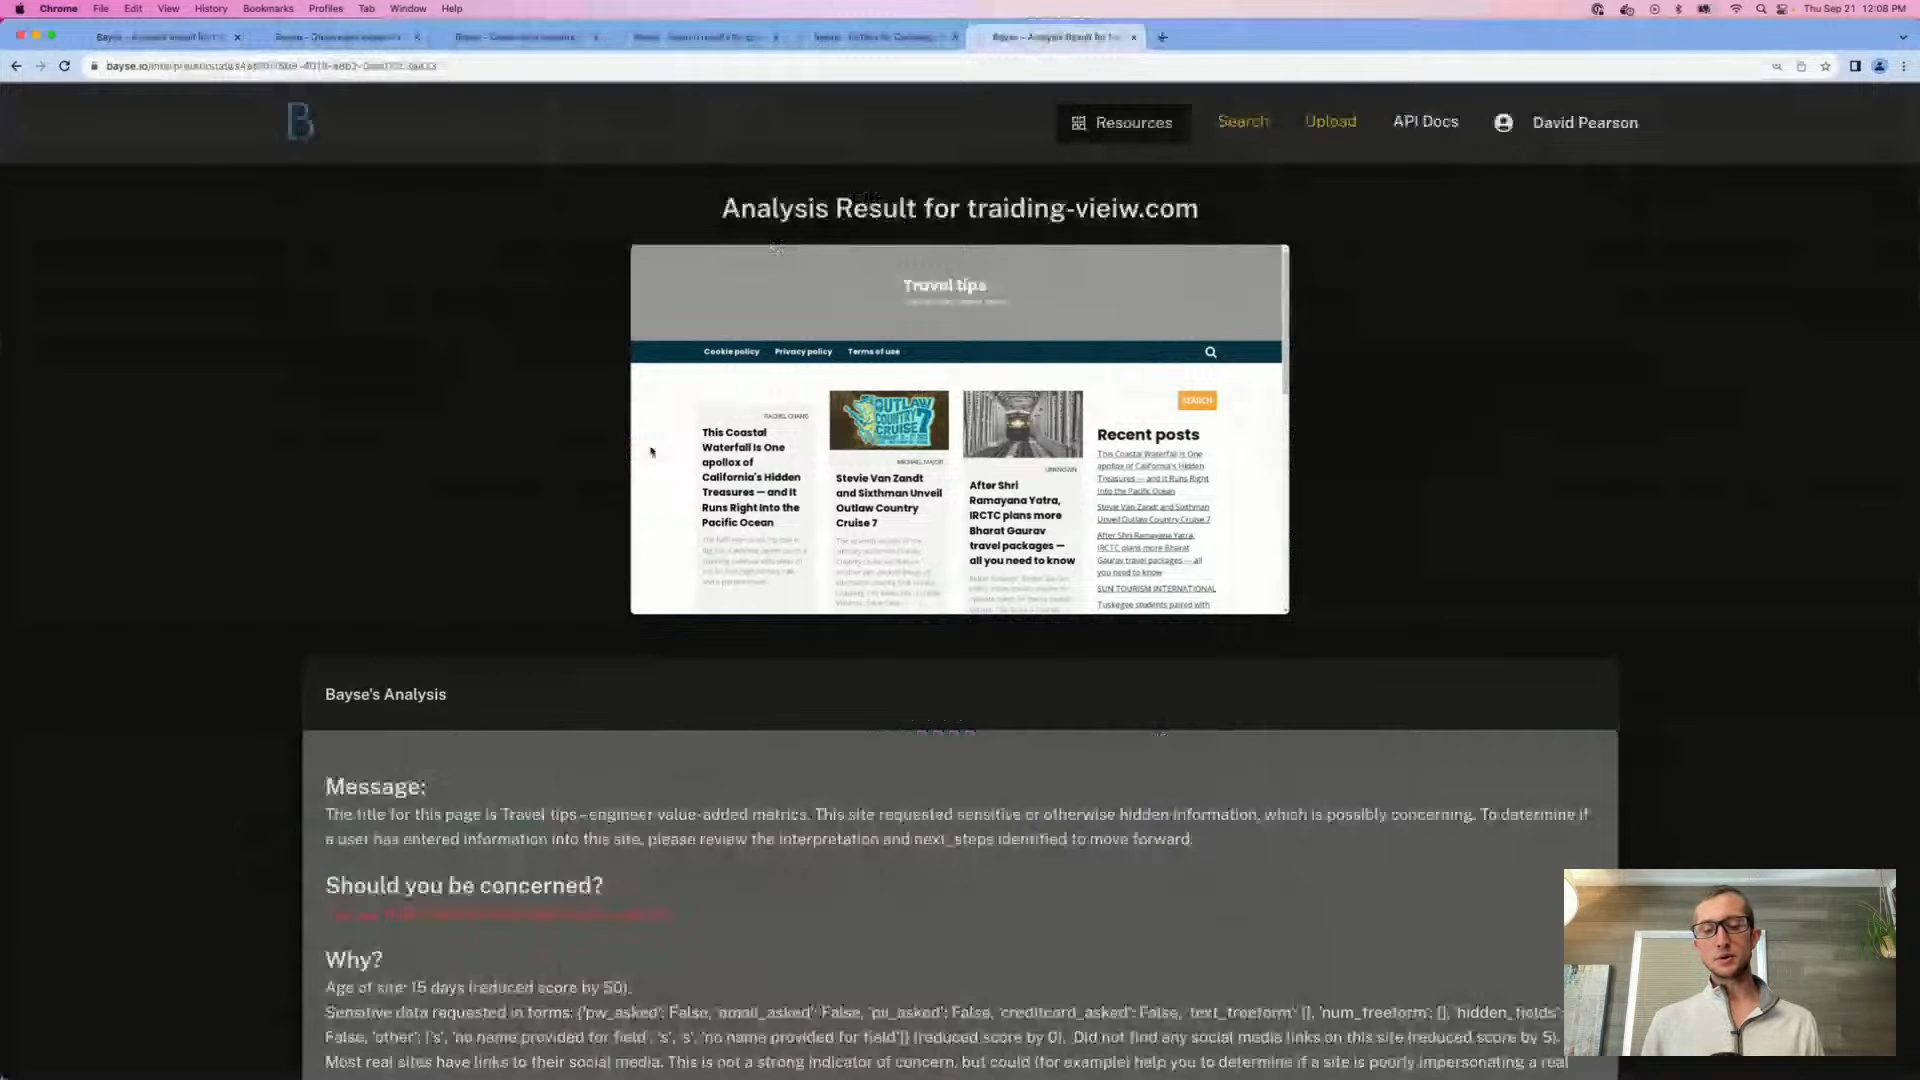 Chrome File Edit View History Bookmarks Profiles Tab Window Help
Thu Sep 21 12:08 PM
Bayse - Analysis Result for
B
Resources
Search
Upload
API Docs
David Pearson
Analysis Result for traiding-vieiw.com
Travel tips
Cookie policy Privacy policy Terms of use
RACHEL CHANG
This Coastal
Waterfall Is One
apollox of
California's Hidden
Treasures — and It
Runs Right Into the
Pacific Ocean
OUTLAW
COUNTRY
CRUISE 7
MICHAEL MAJOR
Stevie Van Zandt
and Sixthman Unveil
Outlaw Country
Cruise 7
UNKNOWN
After Shri
Ramayana Yatra,
IRCTC plans more
Bharat Gaurav
travel packages —
all you need to know
SEARCH
Recent posts
This Coastal Waterfall Is One
apollox of California's Hidden
Treasures — and It Runs Right
Into the Pacific Ocean
Stevie Van Zandt and Sixthman
Unveil Outlaw Country Cruise 7
After Shri Ramayana Yatra,
IRCTC plans more Bharat
Gaurav travel packages — all
you need to know
SUN TOURISM INTERNATIONAL
Tuskegee students paired with
Bayse's Analysis
Message:
The title for this page is Travel tips – engineer value-added metrics. This site requested sensitive or otherwise hidden information, which is possibly concerning. To determine if
a user has entered information into this site, please review the interpretation and next_steps identified to move forward.
Should you be concerned?
Why?
Age of site: 15 days (reduced score by 50).
Sensitive data requested in forms: {'pw_asked': False, 'email_asked': False, 'pii_asked': False, 'creditcard_asked': False, 'text_freeform': [], 'num_freeform': [], 'hidden_fields':
False, 'other': ['s', 'no name provided for field', 's', 's', 'no name provided for field']} (reduced score by 0). Did not find any social media links on this site (reduced score by 5).
Most real sites have links to their social media. This is not a strong indicator of concern, but could (for example) help you to determine if a site is poorly impersonating a real